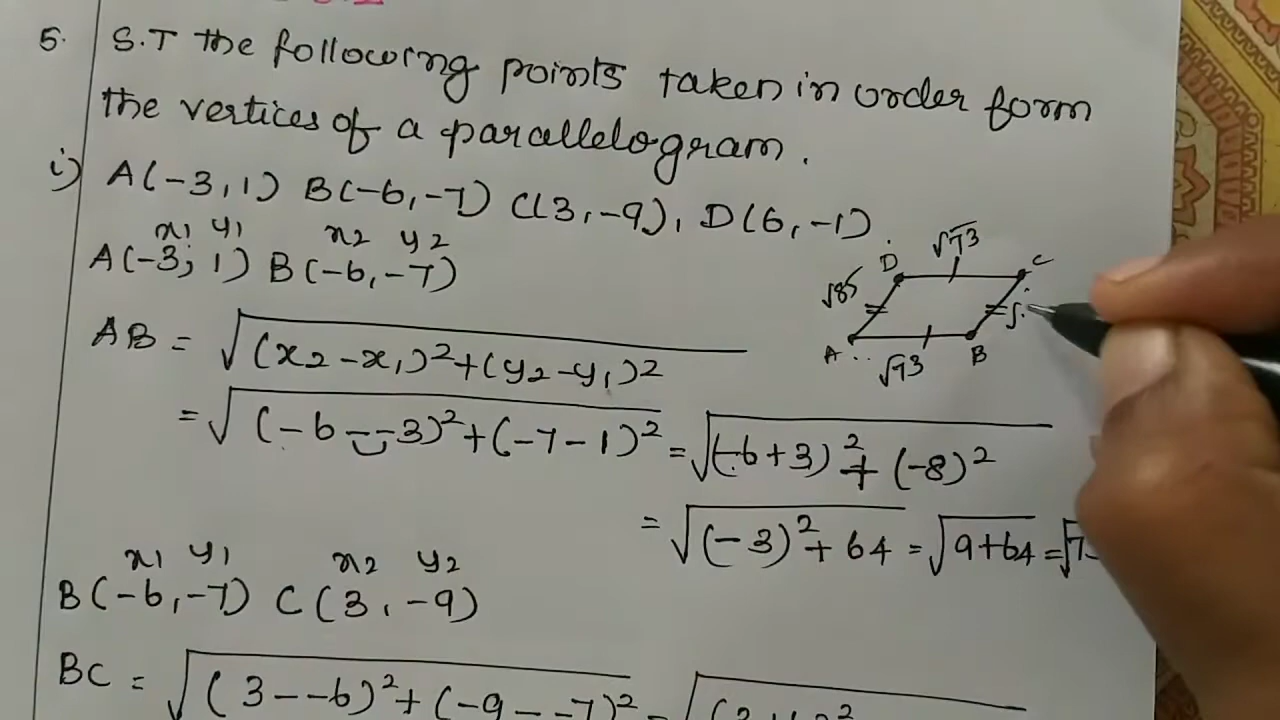 5. S.T the following points taken in order form
the vertices of a parallelogram.
i) A(-3,1) B(-6,-7) C(3,-9), D(6,-1).
x1 y1 x2 y2
A(-3, 1) B(-6,-7)
D √73 C
√85
A .. √73 B
AB = √(x2-x1)²+(y2-y1)²
= √(-6--3)²+(-7-1)² = √(-6+3)²+(-8)²
= √(-3)²+64 = √9+64 = √7
x1 y1 x2 y2
B(-6,-7) C(3,-9)
BC = √(3--6)²+(-9--7)² =